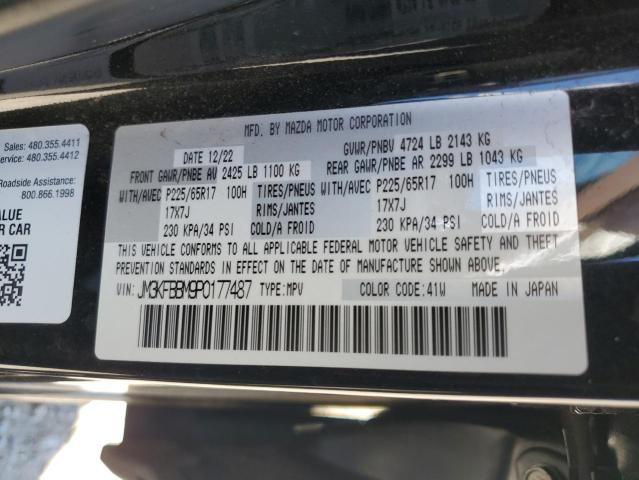 MFD. BY MAZDA MOTOR CORPORATION
DATE 12/22 GVWR/PNBV 4724 LB 2143 KG
FRONT GAWR/PNBE AV 2425 LB 1100 KG REAR GAWR/PNBE AR 2299 LB 1043 KG
WITH/AVEC P225/65R17 100H TIRES/PNEUS WITH/AVEC P225/65R17 100H TIRES/PNEUS
17X7J RIMS/JANTES 17X7J RIMS/JANTES
230 KPA/34 PSI COLD/A FROID 230 KPA/34 PSI COLD/A FROID
THIS VEHICLE CONFORMS TO ALL APPLICABLE FEDERAL MOTOR VEHICLE SAFETY AND THEFT
PREVENTION STANDARDS IN EFFECT ON THE DATE OF MANUFACTURE SHOWN ABOVE.
VIN: JM3KFBBM9P0177487 TYPE:MPV COLOR CODE:41W MADE IN JAPAN
Sales: 480.355.4411
Service: 480.355.4412
Roadside Assistance:
800.866.1998
VALUE
R CAR